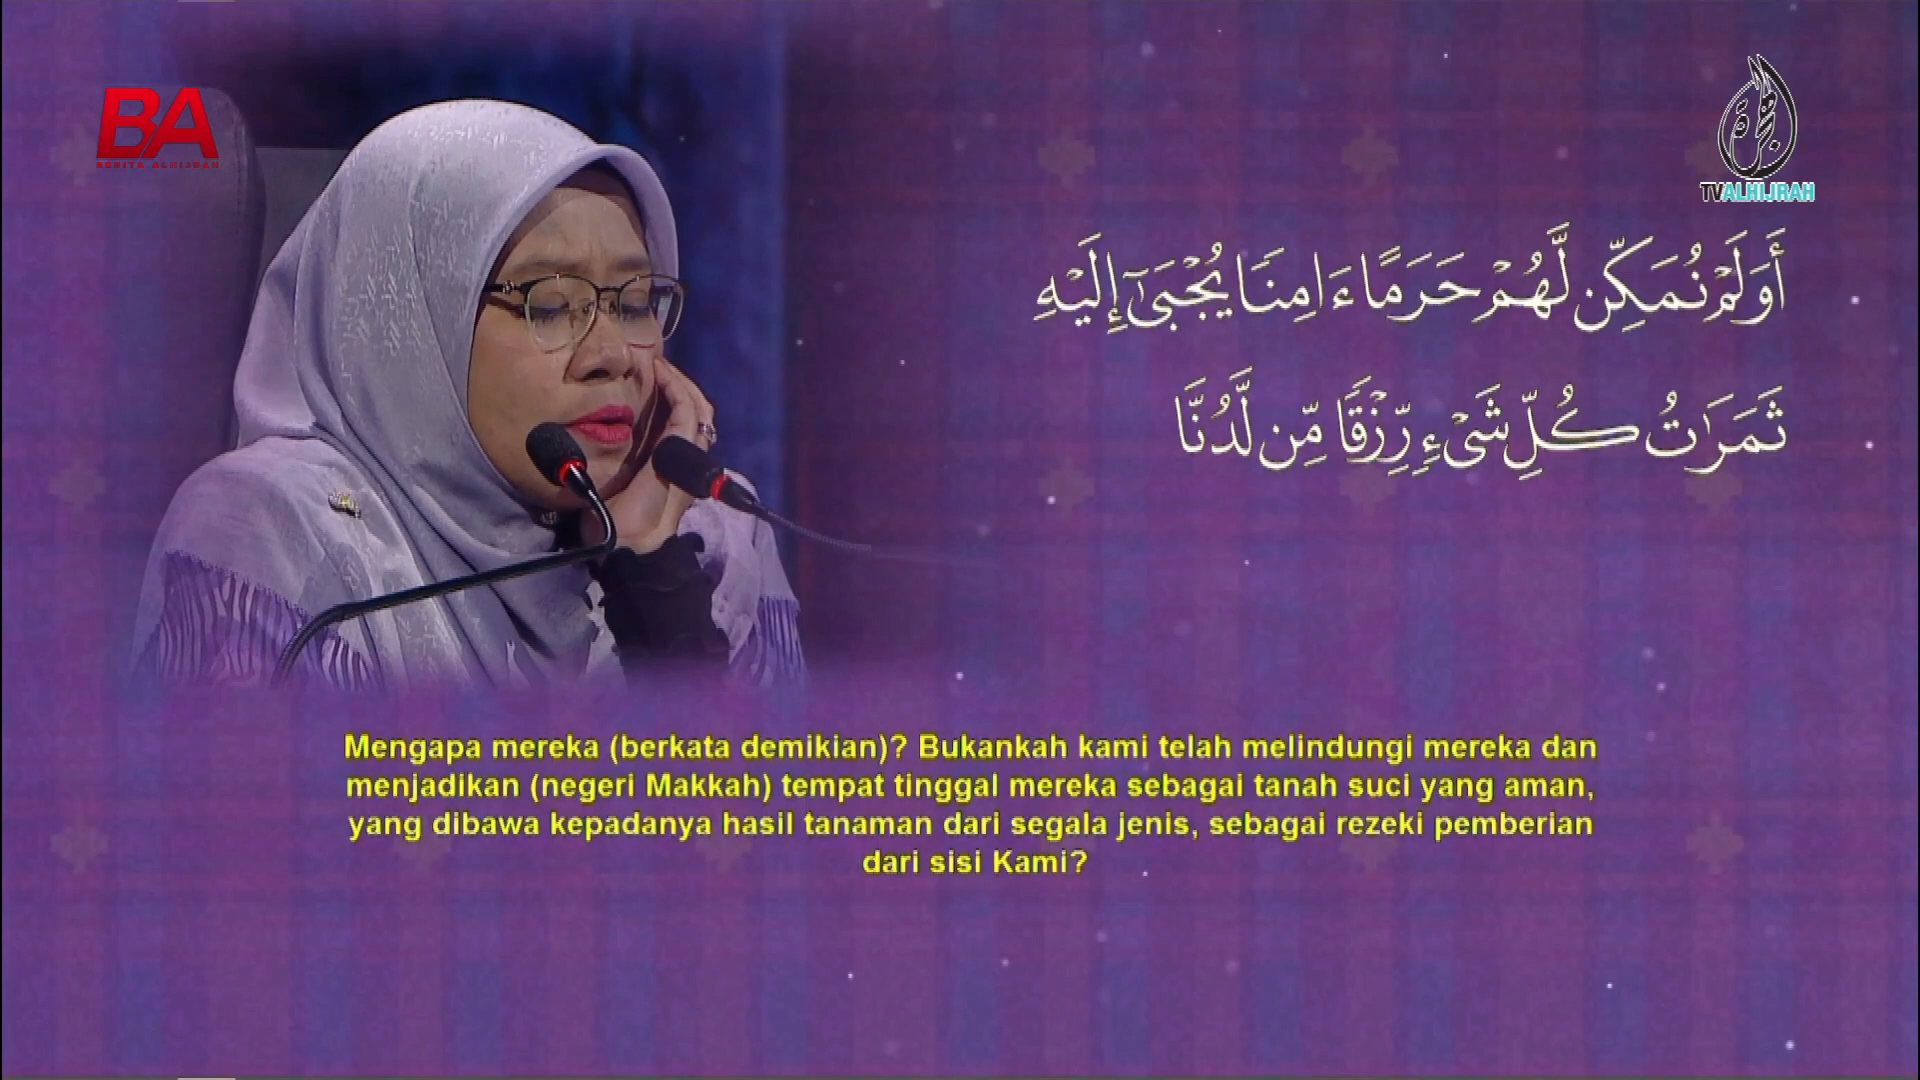 BA
BERITA ALHIJRAH
الهجرة
TVALHIJRAH
أَوَلَمْ نُمَكِّن لَّهُمْ حَرَمًا ءَامِنًا يُجْبَىٰٓ إِلَيْهِ
ثَمَرَٰتُ كُلِّ شَىْءٍ رِّزْقًا مِّن لَّدُنَّا
Mengapa mereka (berkata demikian)? Bukankah kami telah melindungi mereka dan
menjadikan (negeri Makkah) tempat tinggal mereka sebagai tanah suci yang aman,
yang dibawa kepadanya hasil tanaman dari segala jenis, sebagai rezeki pemberian
dari sisi Kami?